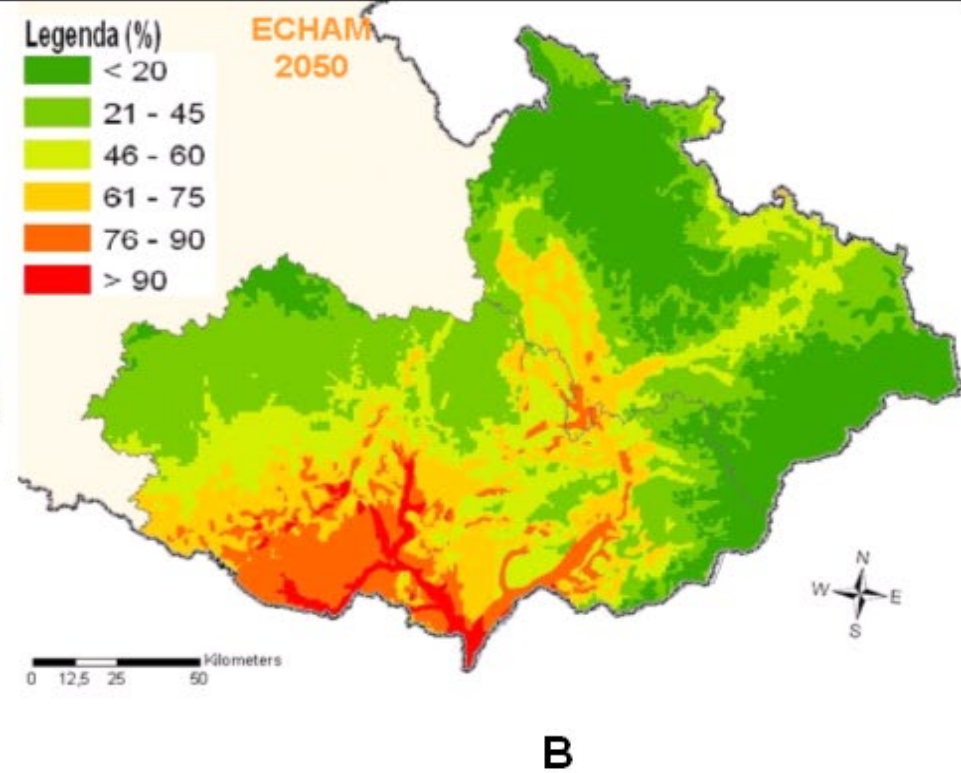 Legenda (%)
< 20
21 - 45
46 - 60
61 - 75
76 - 90
> 90
ECHAM
2050
N
W E
S
Kilometers
0 12,5 25 50
B